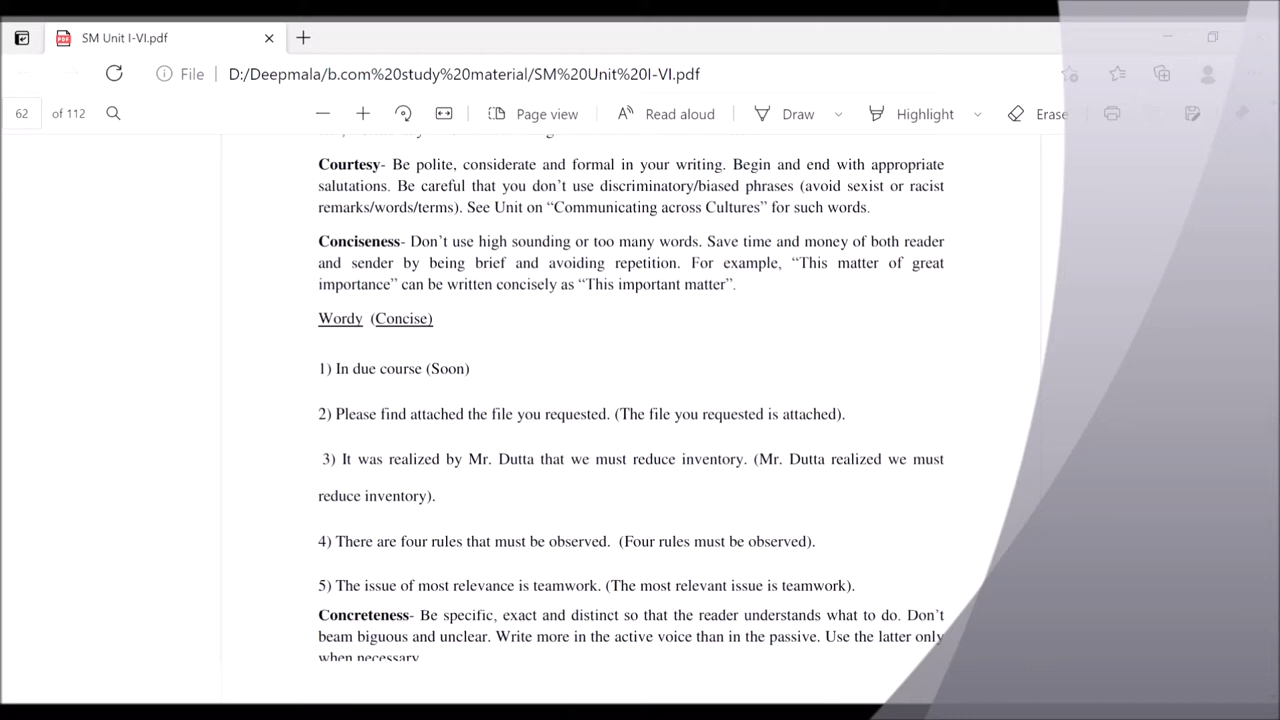 SM Unit I-VI.pdf
File D:/Deepmala/b.com%20study%20material/SM%20Unit%20I-VI.pdf
62 of 112 Page view Read aloud Draw Highlight Erase
Courtesy- Be polite, considerate and formal in your writing. Begin and end with appropriate
salutations. Be careful that you don't use discriminatory/biased phrases (avoid sexist or racist
remarks/words/terms). See Unit on “Communicating across Cultures” for such words.
Conciseness- Don't use high sounding or too many words. Save time and money of both reader
and sender by being brief and avoiding repetition. For example, “This matter of great
importance” can be written concisely as “This important matter”.
Wordy (Concise)
1) In due course (Soon)
2) Please find attached the file you requested. (The file you requested is attached).
3) It was realized by Mr. Dutta that we must reduce inventory. (Mr. Dutta realized we must
reduce inventory).
4) There are four rules that must be observed. (Four rules must be observed).
5) The issue of most relevance is teamwork. (The most relevant issue is teamwork).
Concreteness- Be specific, exact and distinct so that the reader understands what to do. Don't
beam biguous and unclear. Write more in the active voice than in the passive. Use the latter only
when necessary